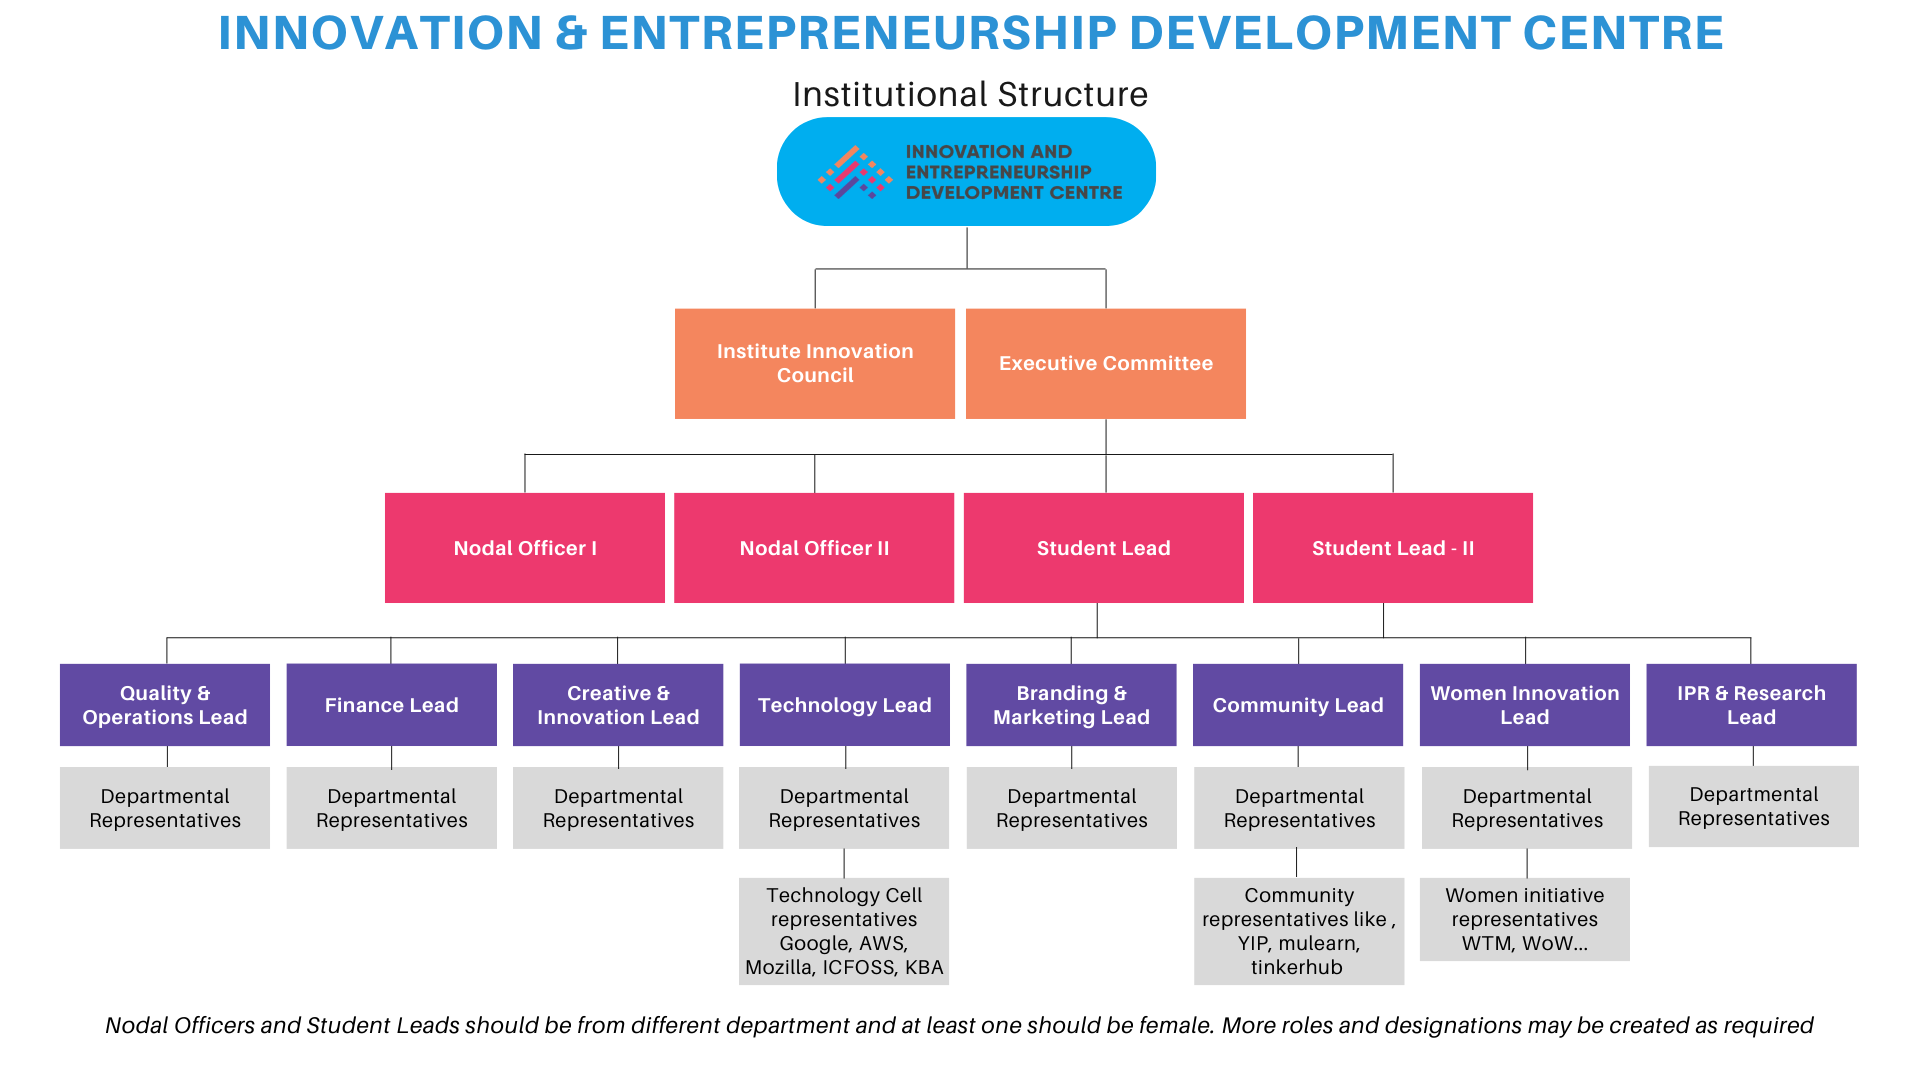 INNOVATION & ENTREPRENEURSHIP DEVELOPMENT CENTRE
Institutional Structure
INNOVATION AND
ENTREPRENEURSHIP
DEVELOPMENT CENTRE
Institute Innovation
Council
Executive Committee
Nodal Officer I
Nodal Officer II
Student Lead
Student Lead - II
Quality &
Operations Lead
Finance Lead
Creative &
Innovation Lead
Technology Lead
Branding &
Marketing Lead
Community Lead
Women Innovation
Lead
IPR & Research
Lead
Departmental
Representatives
Departmental
Representatives
Departmental
Representatives
Departmental
Representatives
Departmental
Representatives
Departmental
Representatives
Departmental
Representatives
Departmental
Representatives
Technology Cell
representatives
Google, AWS,
Mozilla, ICFOSS, KBA
Community
representatives like ,
YIP, mulearn,
tinkerhub
Women initiative
representatives
WTM, WoW...
Nodal Officers and Student Leads should be from different department and at least one should be female. More roles and designations may be created as required